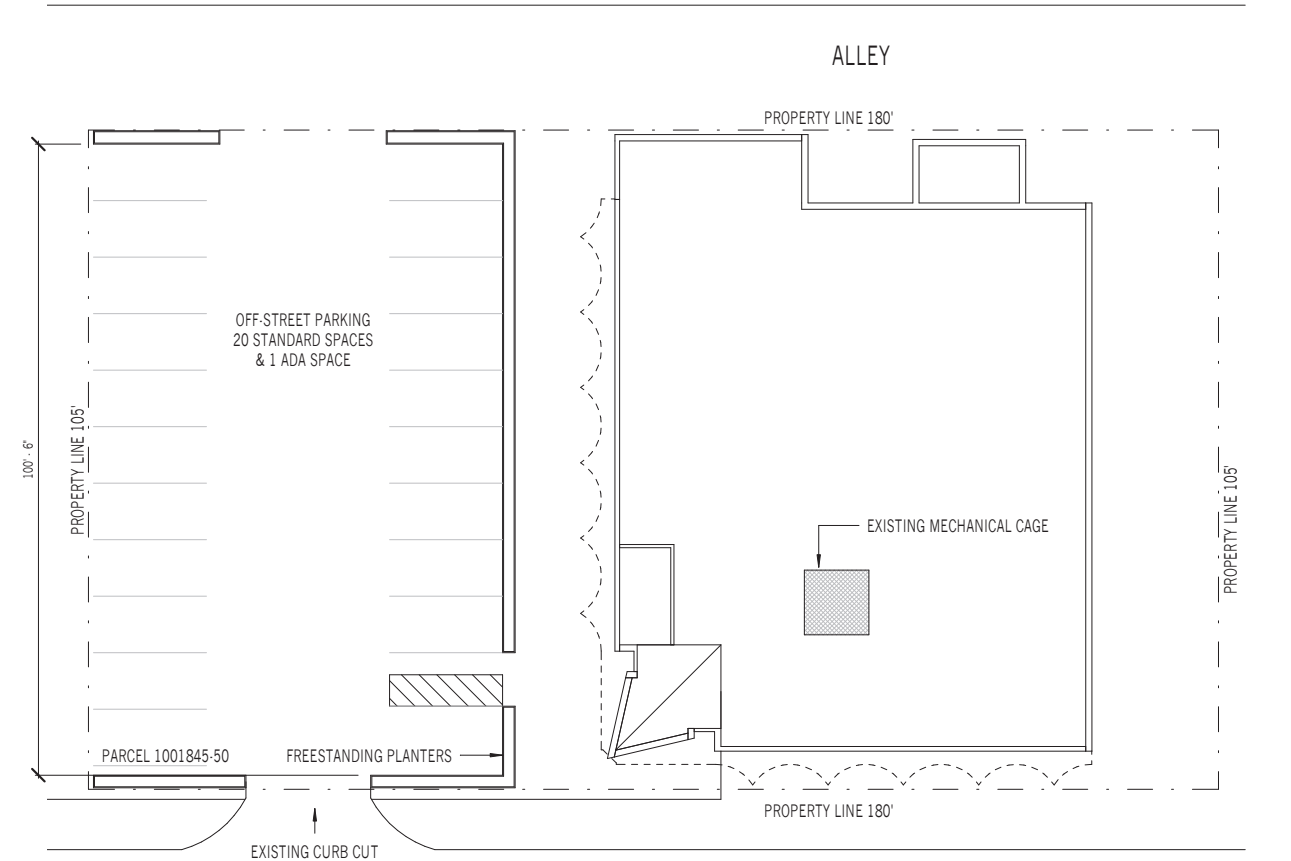 ALLEY
PROPERTY LINE 180'
OFF-STREET PARKING
20 STANDARD SPACES
& 1 ADA SPACE
PROPERTY LINE 105'
100'- 6"
EXISTING MECHANICAL CAGE
PROPERTY LINE 105'
PARCEL 1001845-50
FREESTANDING PLANTERS
PROPERTY LINE 180'
EXISTING CURB CUT